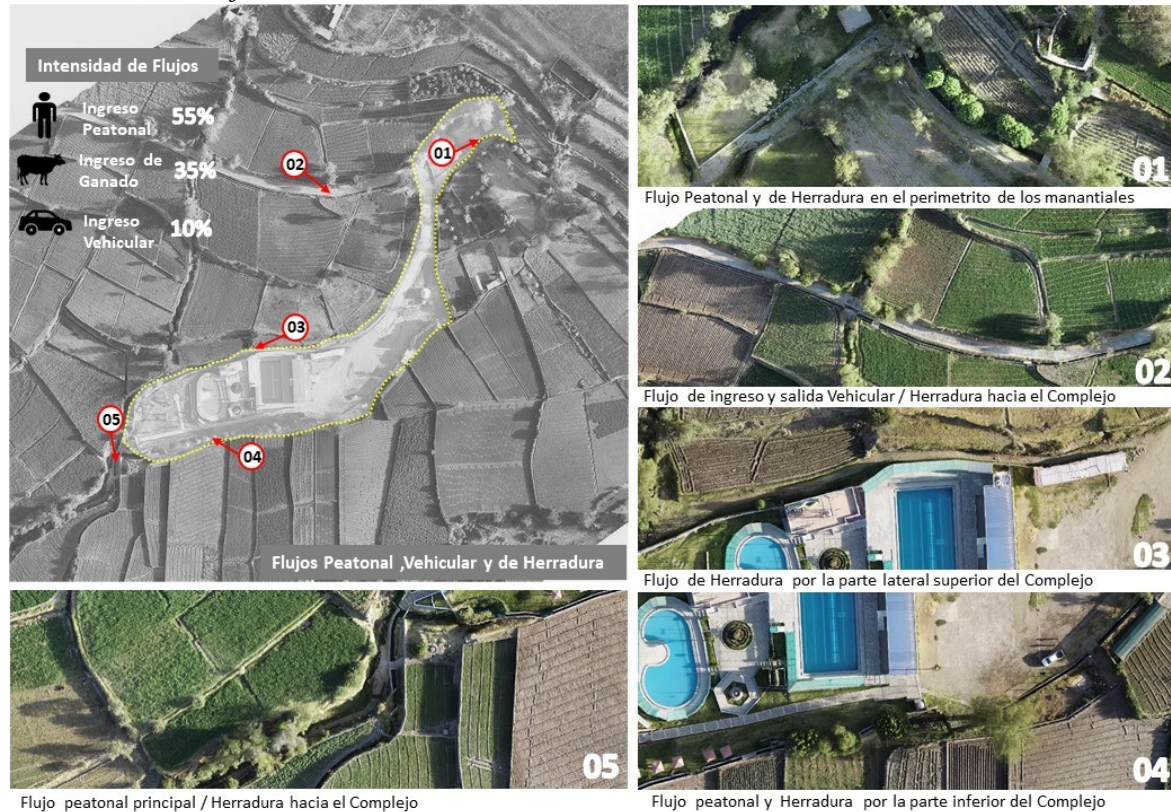 Intensidad de Flujos
Ingreso
Peatonal
55%
Ingreso de
Ganado
35%
Ingreso
Vehicular
10%
01
02
03
04
05
Flujos Peatonal ,Vehicular y de Herradura
01
Flujo Peatonal y de Herradura en el perimetrito de los manantiales
02
Flujo de ingreso y salida Vehicular / Herradura hacia el Complejo
03
Flujo de Herradura por la parte lateral superior del Complejo
04
Flujo peatonal y Herradura por la parte inferior del Complejo
05
Flujo peatonal principal / Herradura hacia el Complejo